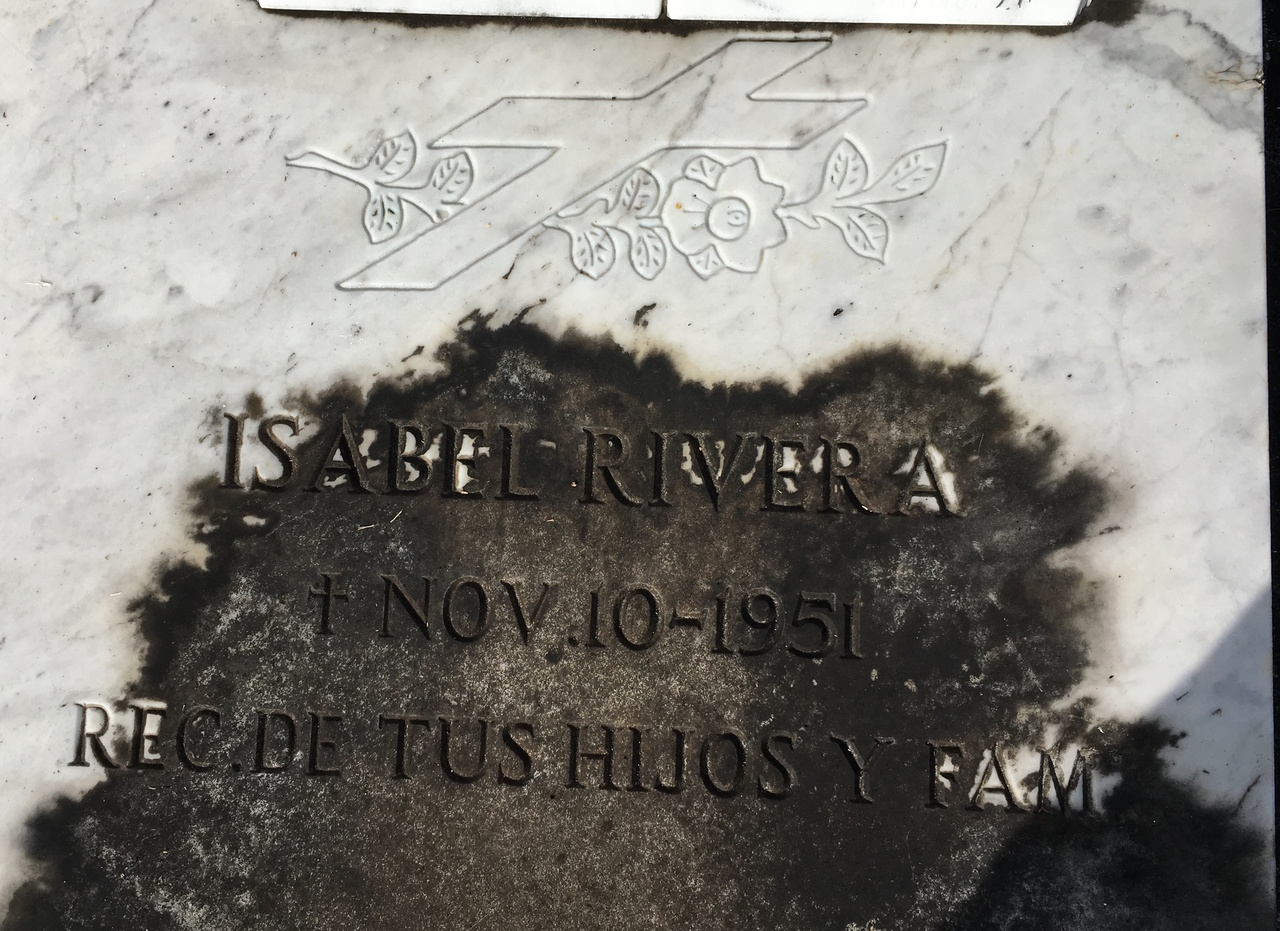 ISABEL RIVERA
† NOV.10-1951
REC.DE TUS HIJOS Y FAM